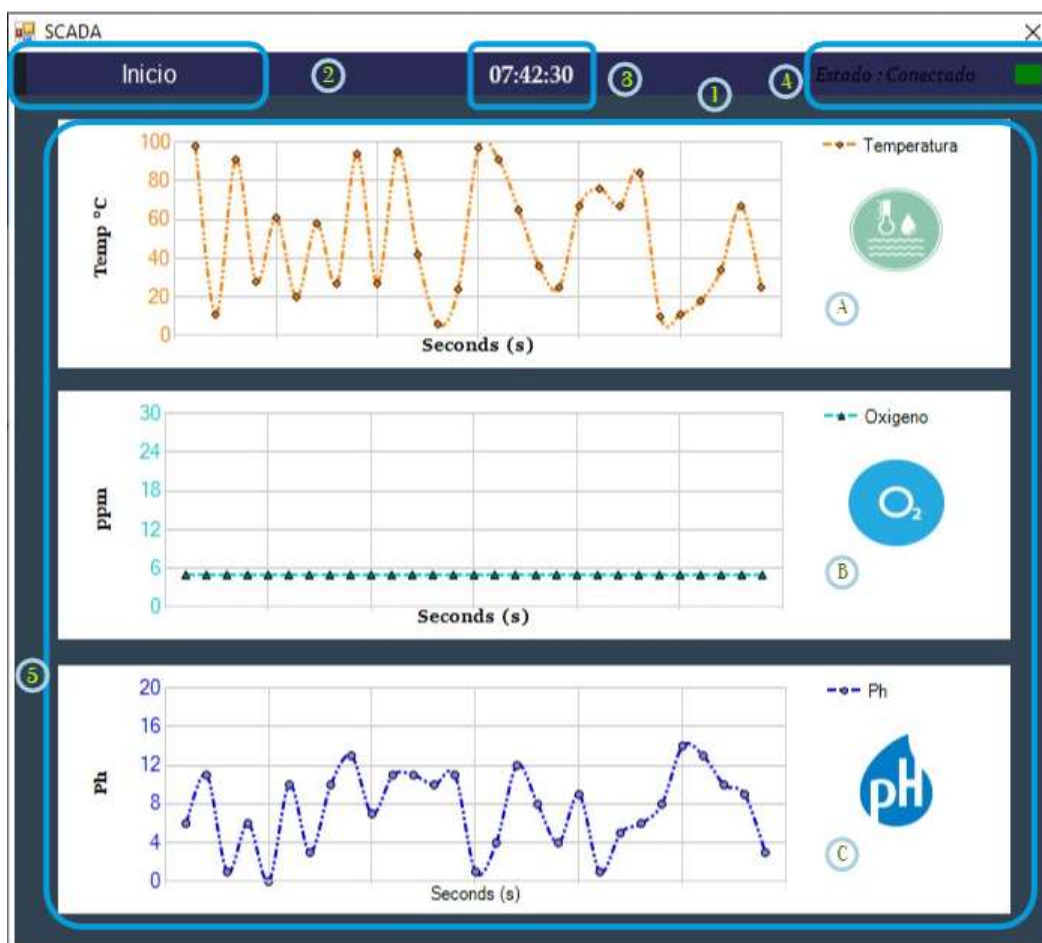 SCADA
Inicio
2
07:42:30
3
1
4
Estado : Conectado
100
80
60
40
20
0
Temp °C
Seconds (s)
Temperatura
A
30
24
18
12
6
0
ppm
Seconds (s)
Oxigeno
O₂
B
5
20
16
12
8
4
0
Ph
Seconds (s)
Ph
pH
C